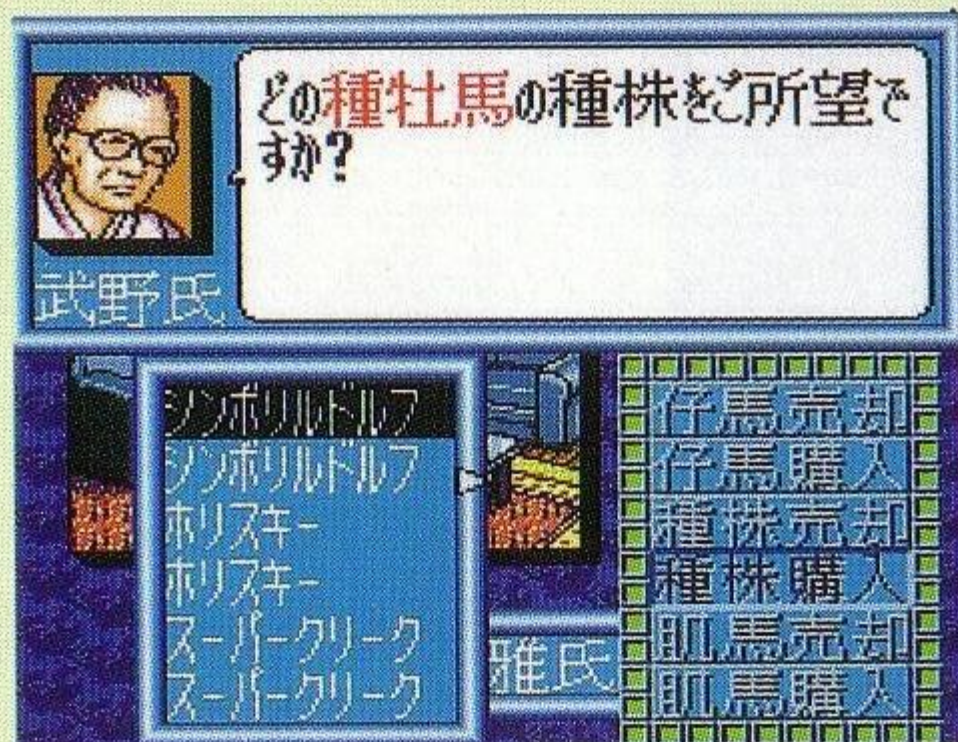 どの種牡馬の種株をご所望で
すか?
武野氏
シンボリルドルフ
シンボリルドルフ
ホリスキー
ホリスキー
スーパークリーク
スーパークリーク
雅氏
仔馬売却
仔馬購入
種株売却
種株購入
肌馬売却
肌馬購入